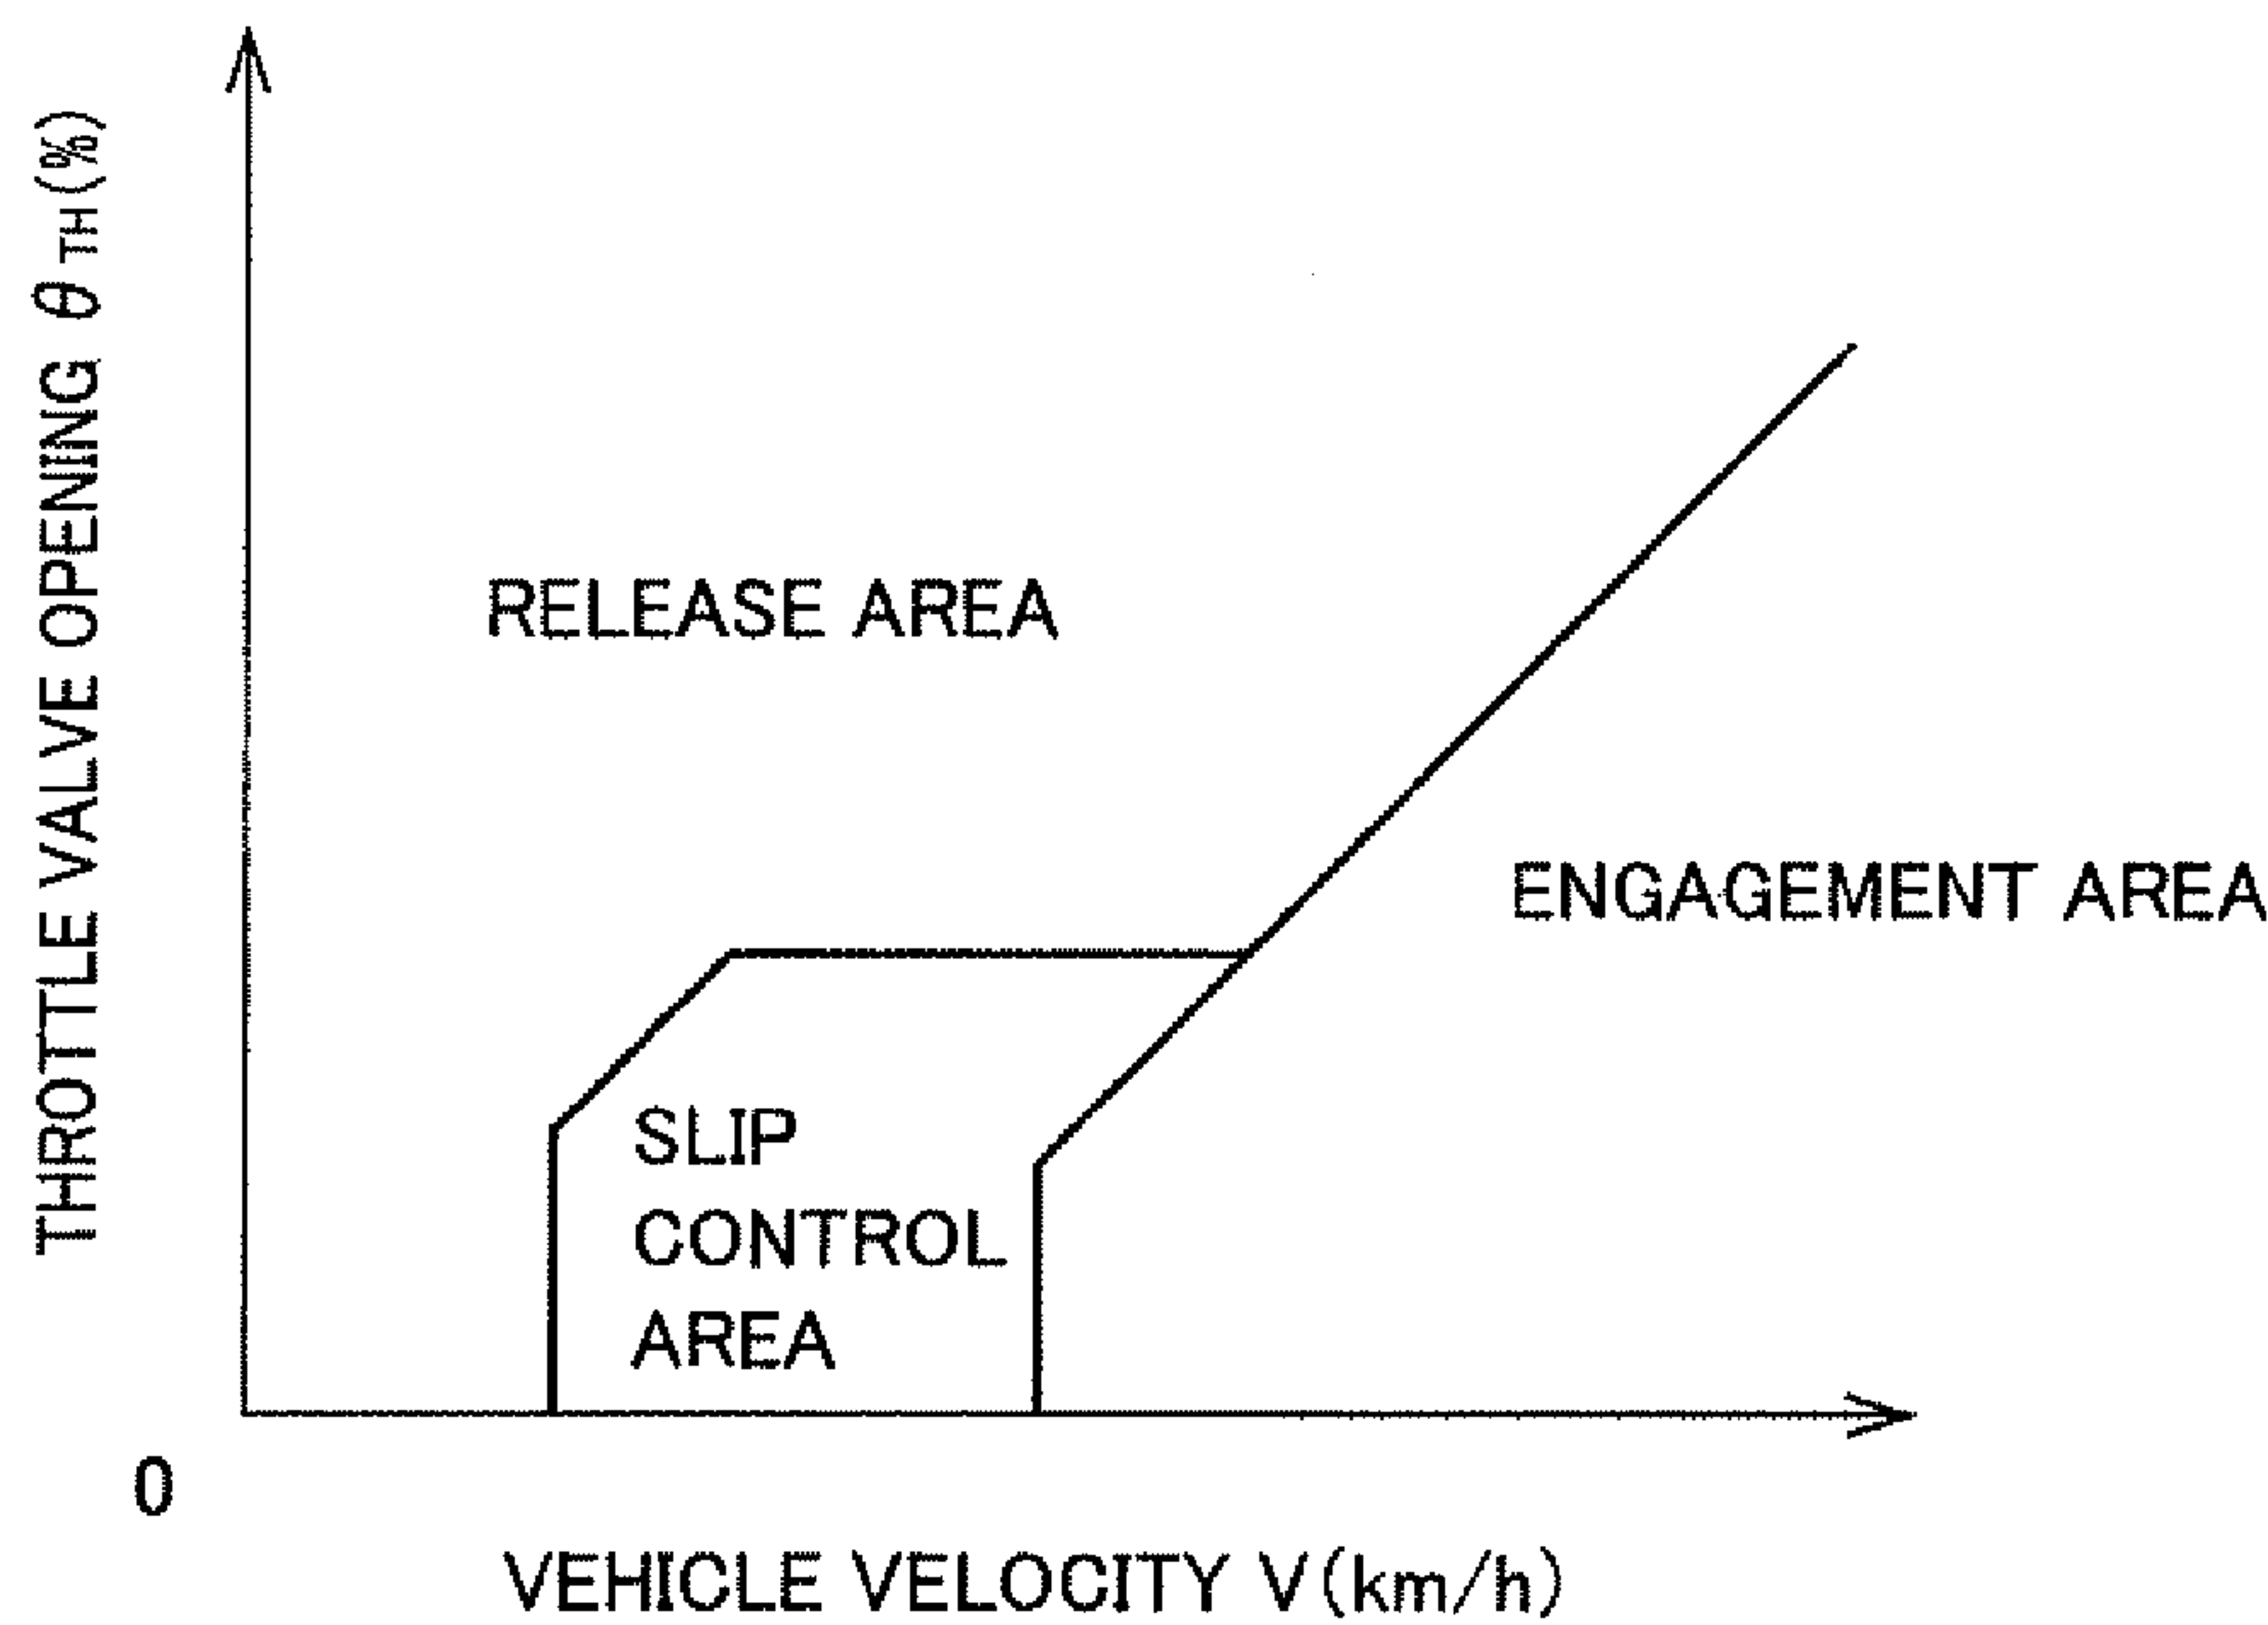 THROTTLE VALVE OPENING θTH(%)
RELEASE AREA
ENGAGEMENT AREA
SLIP
CONTROL
AREA
0
VEHICLE VELOCITY V(km/h)